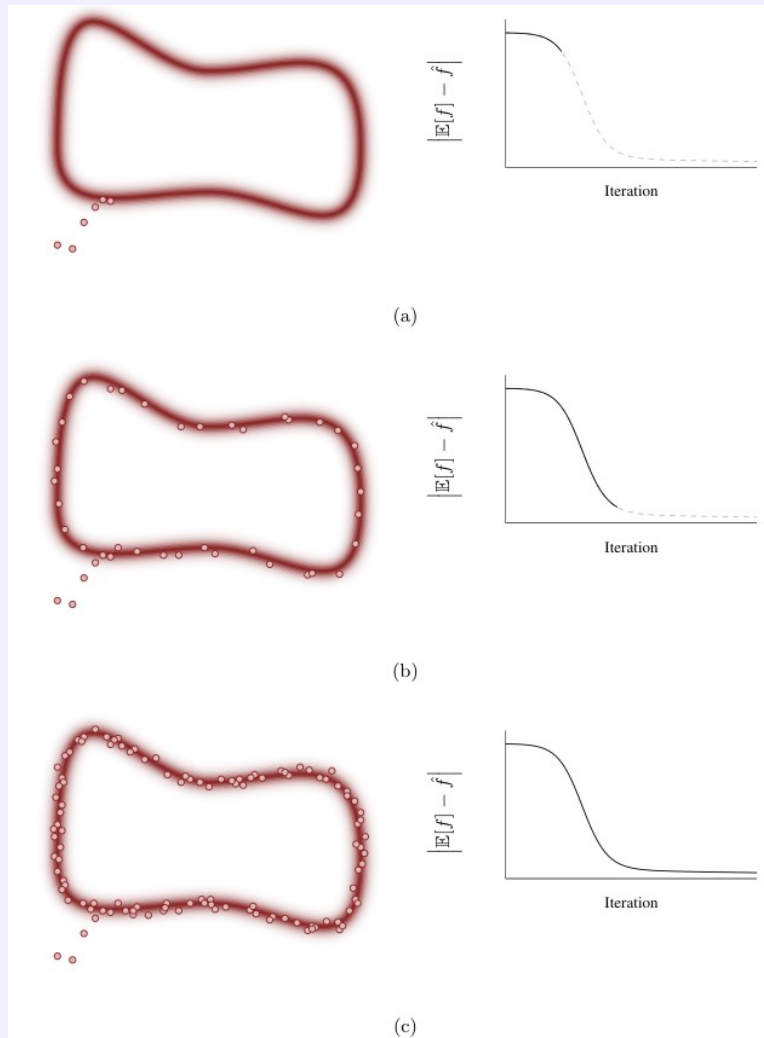 |𝔼[f] − f̂|
Iteration
(a)
|𝔼[f] − f̂|
Iteration
(b)
|𝔼[f] − f̂|
Iteration
(c)